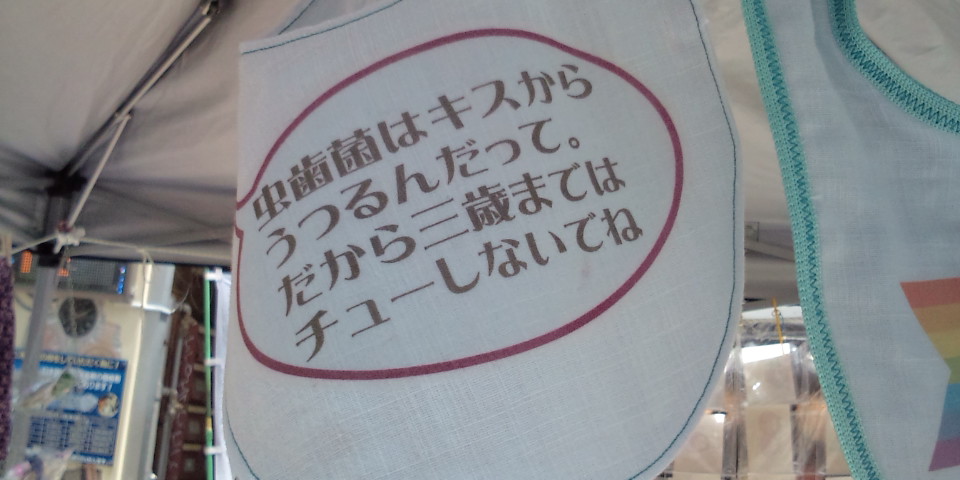 虫歯菌はキスから
うつるんだって。
だから三歳までは
チューしないでね